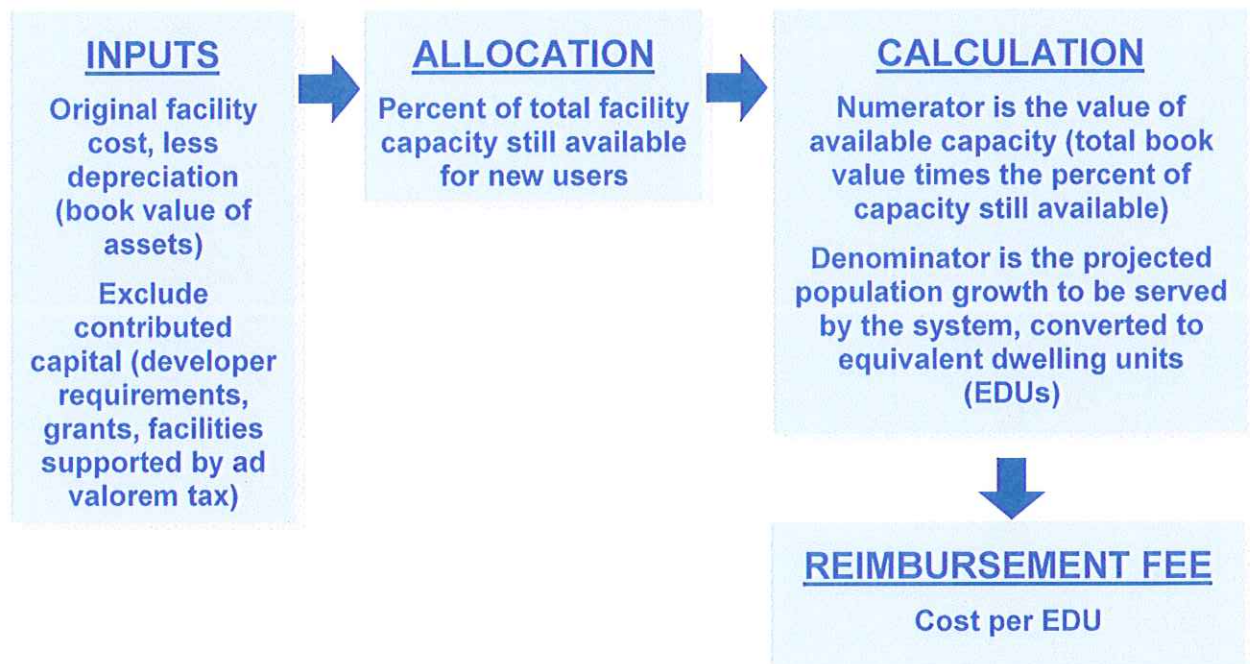 INPUTS
Original facility
cost, less
depreciation
(book value of
assets)
Exclude
contributed
capital (developer
requirements,
grants, facilities
supported by ad
valorem tax)
ALLOCATION
Percent of total facility
capacity still available
for new users
CALCULATION
Numerator is the value of
available capacity (total book
value times the percent of
capacity still available)
Denominator is the projected
population growth to be served
by the system, converted to
equivalent dwelling units
(EDUs)
REIMBURSEMENT FEE
Cost per EDU